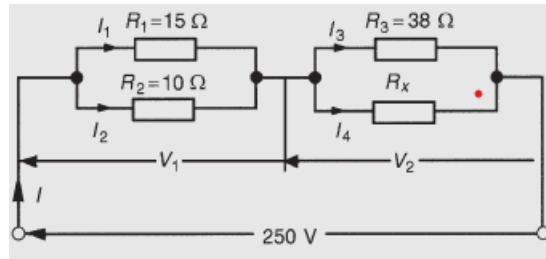 I₁ R₁=15 Ω I₃ R₃=38 Ω
R₂=10 Ω Rₓ
I₂ I₄
V₁ V₂
I
250 V